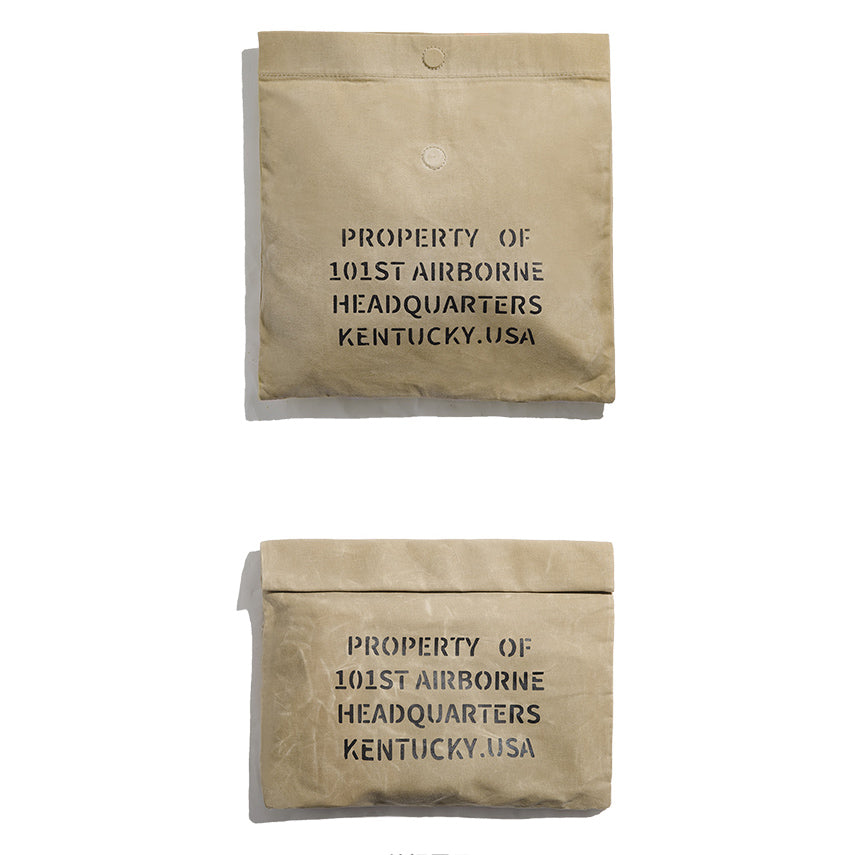 PROPERTY OF
101ST AIRBORNE
HEADQUARTERS
KENTUCKY.USA
PROPERTY OF
101ST AIRBORNE
HEADQUARTERS
KENTUCKY.USA